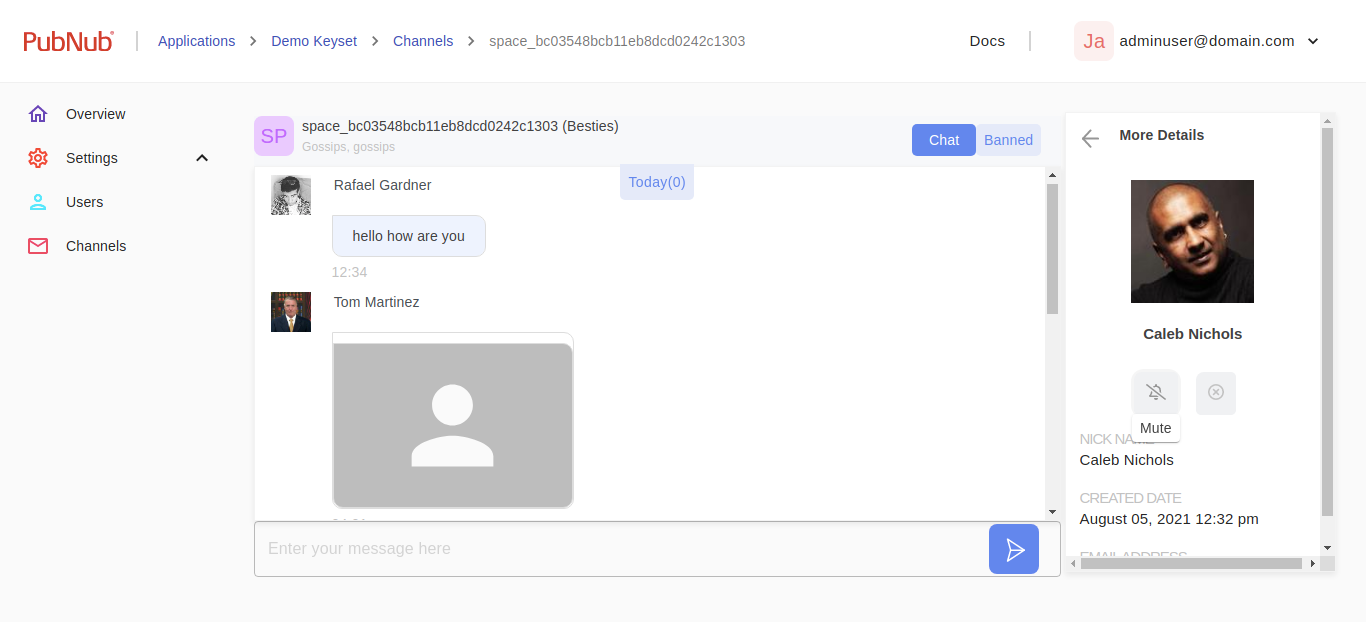 PubNub
Applications > Demo Keyset > Channels > space_bc03548bcb11eb8dcd0242c1303
Docs
Ja adminuser@domain.com
Overview
Settings
Users
Channels
SP
space_bc03548bcb11eb8dcd0242c1303 (Besties)
Gossips, gossips
Chat
Banned
Today(0)
Rafael Gardner
hello how are you
12:34
Tom Martinez
Enter your message here
More Details
Caleb Nichols
Mute
NICK NAME
Caleb Nichols
CREATED DATE
August 05, 2021 12:32 pm
EMAIL ADDRESS